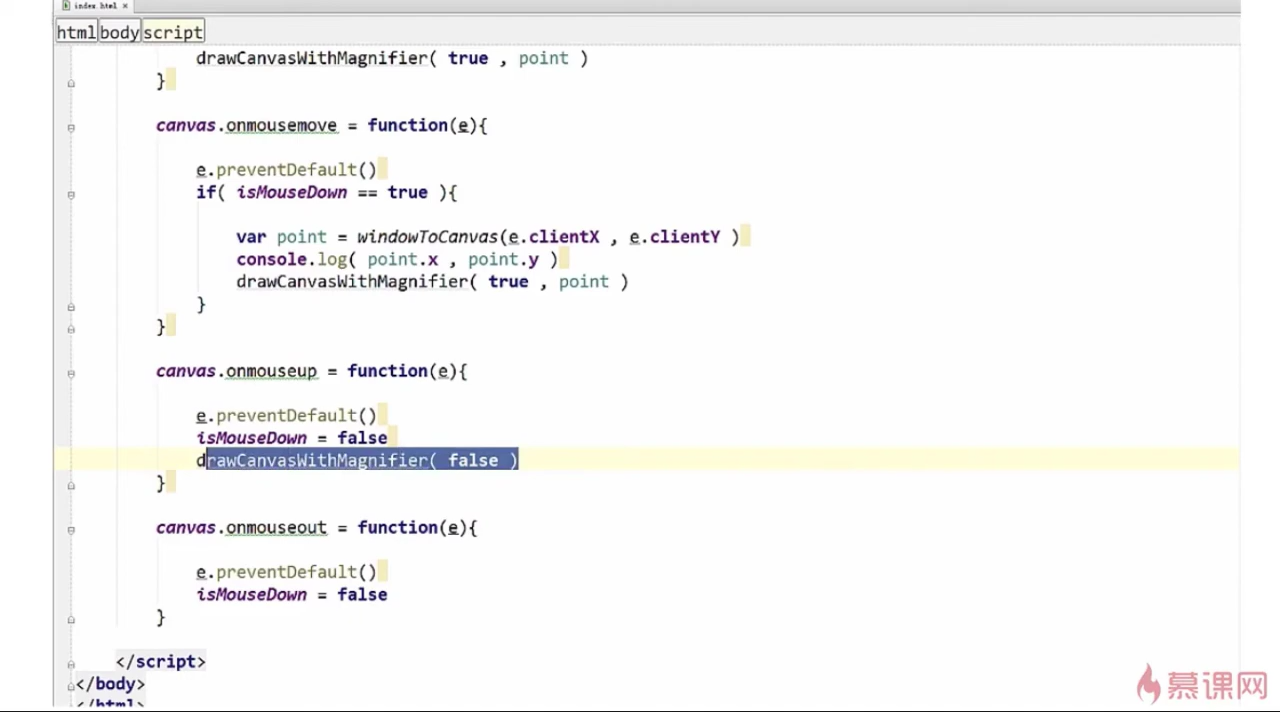 index.html ×
html body script
drawCanvasWithMagnifier( true , point )
}
canvas.onmousemove = function(e){
e.preventDefault()
if( isMouseDown == true ){
var point = windowToCanvas(e.clientX , e.clientY )
console.log( point.x , point.y )
drawCanvasWithMagnifier( true , point )
}
}
canvas.onmouseup = function(e){
e.preventDefault()
isMouseDown = false
drawCanvasWithMagnifier( false )
}
canvas.onmouseout = function(e){
e.preventDefault()
isMouseDown = false
}
</script>
</body>
</html>
慕课网